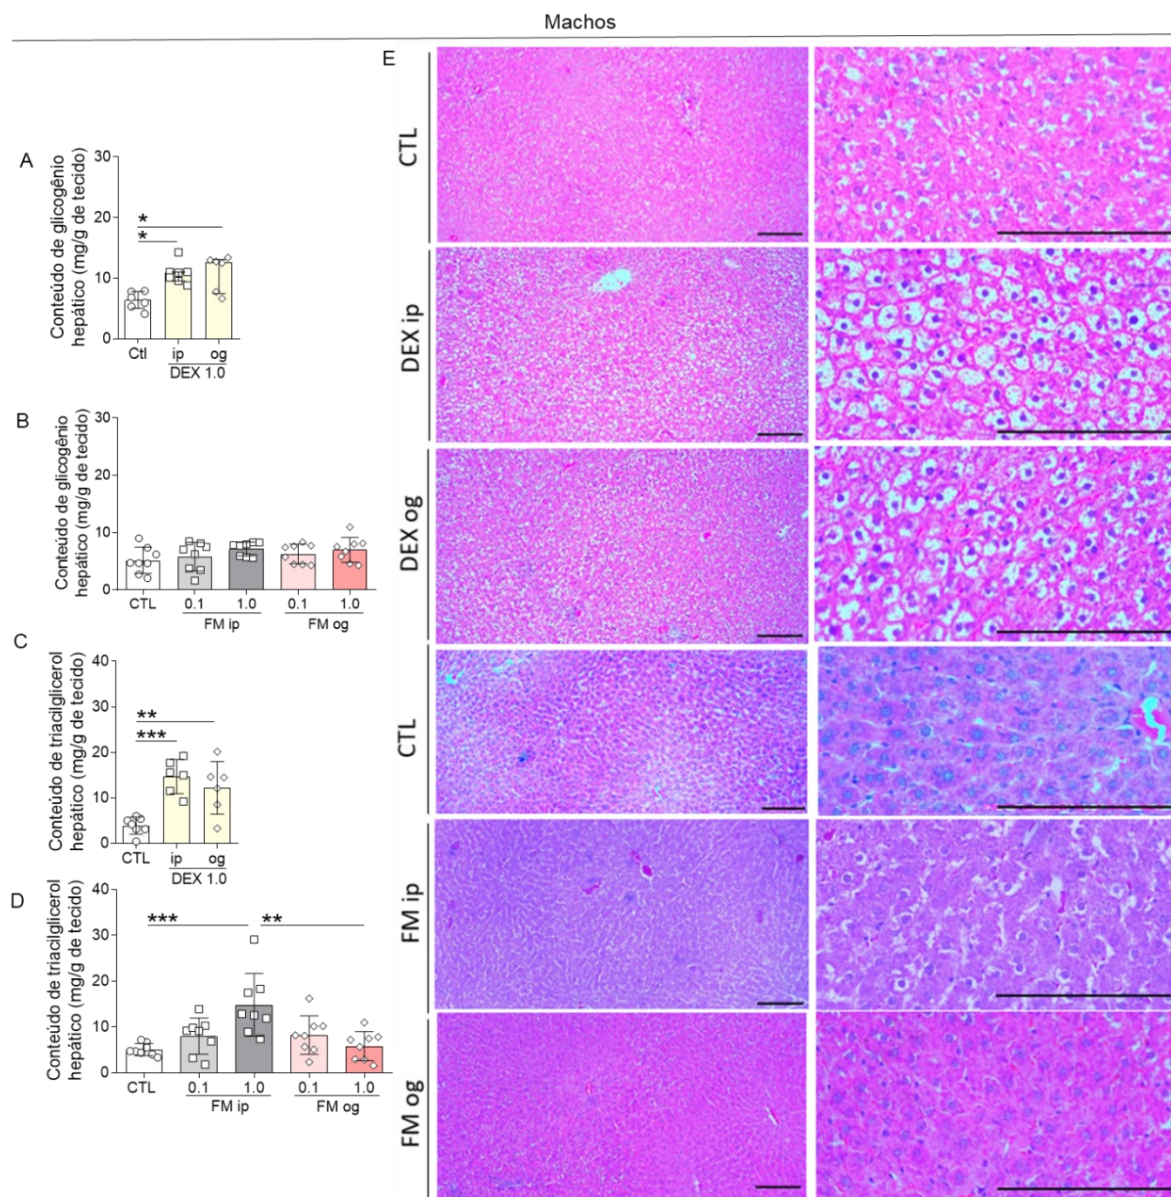 Machos
A
Conteúdo de glicogênio
hepático (mg/g de tecido)
30
20
10
0
*
*
Ctl
ip
og
DEX 1.0
B
Conteúdo de glicogênio
hepático (mg/g de tecido)
30
20
10
0
CTL
0.1
1.0
0.1
1.0
FM ip
FM og
C
Conteúdo de triacilglicerol
hepático (mg/g de tecido)
40
30
20
10
0
**
***
CTL
ip
og
DEX 1.0
D
Conteúdo de triacilglicerol
hepático (mg/g de tecido)
40
30
20
10
0
***
**
CTL
0.1
1.0
0.1
1.0
FM ip
FM og
E
CTL
DEX ip
DEX og
CTL
FM ip
FM og